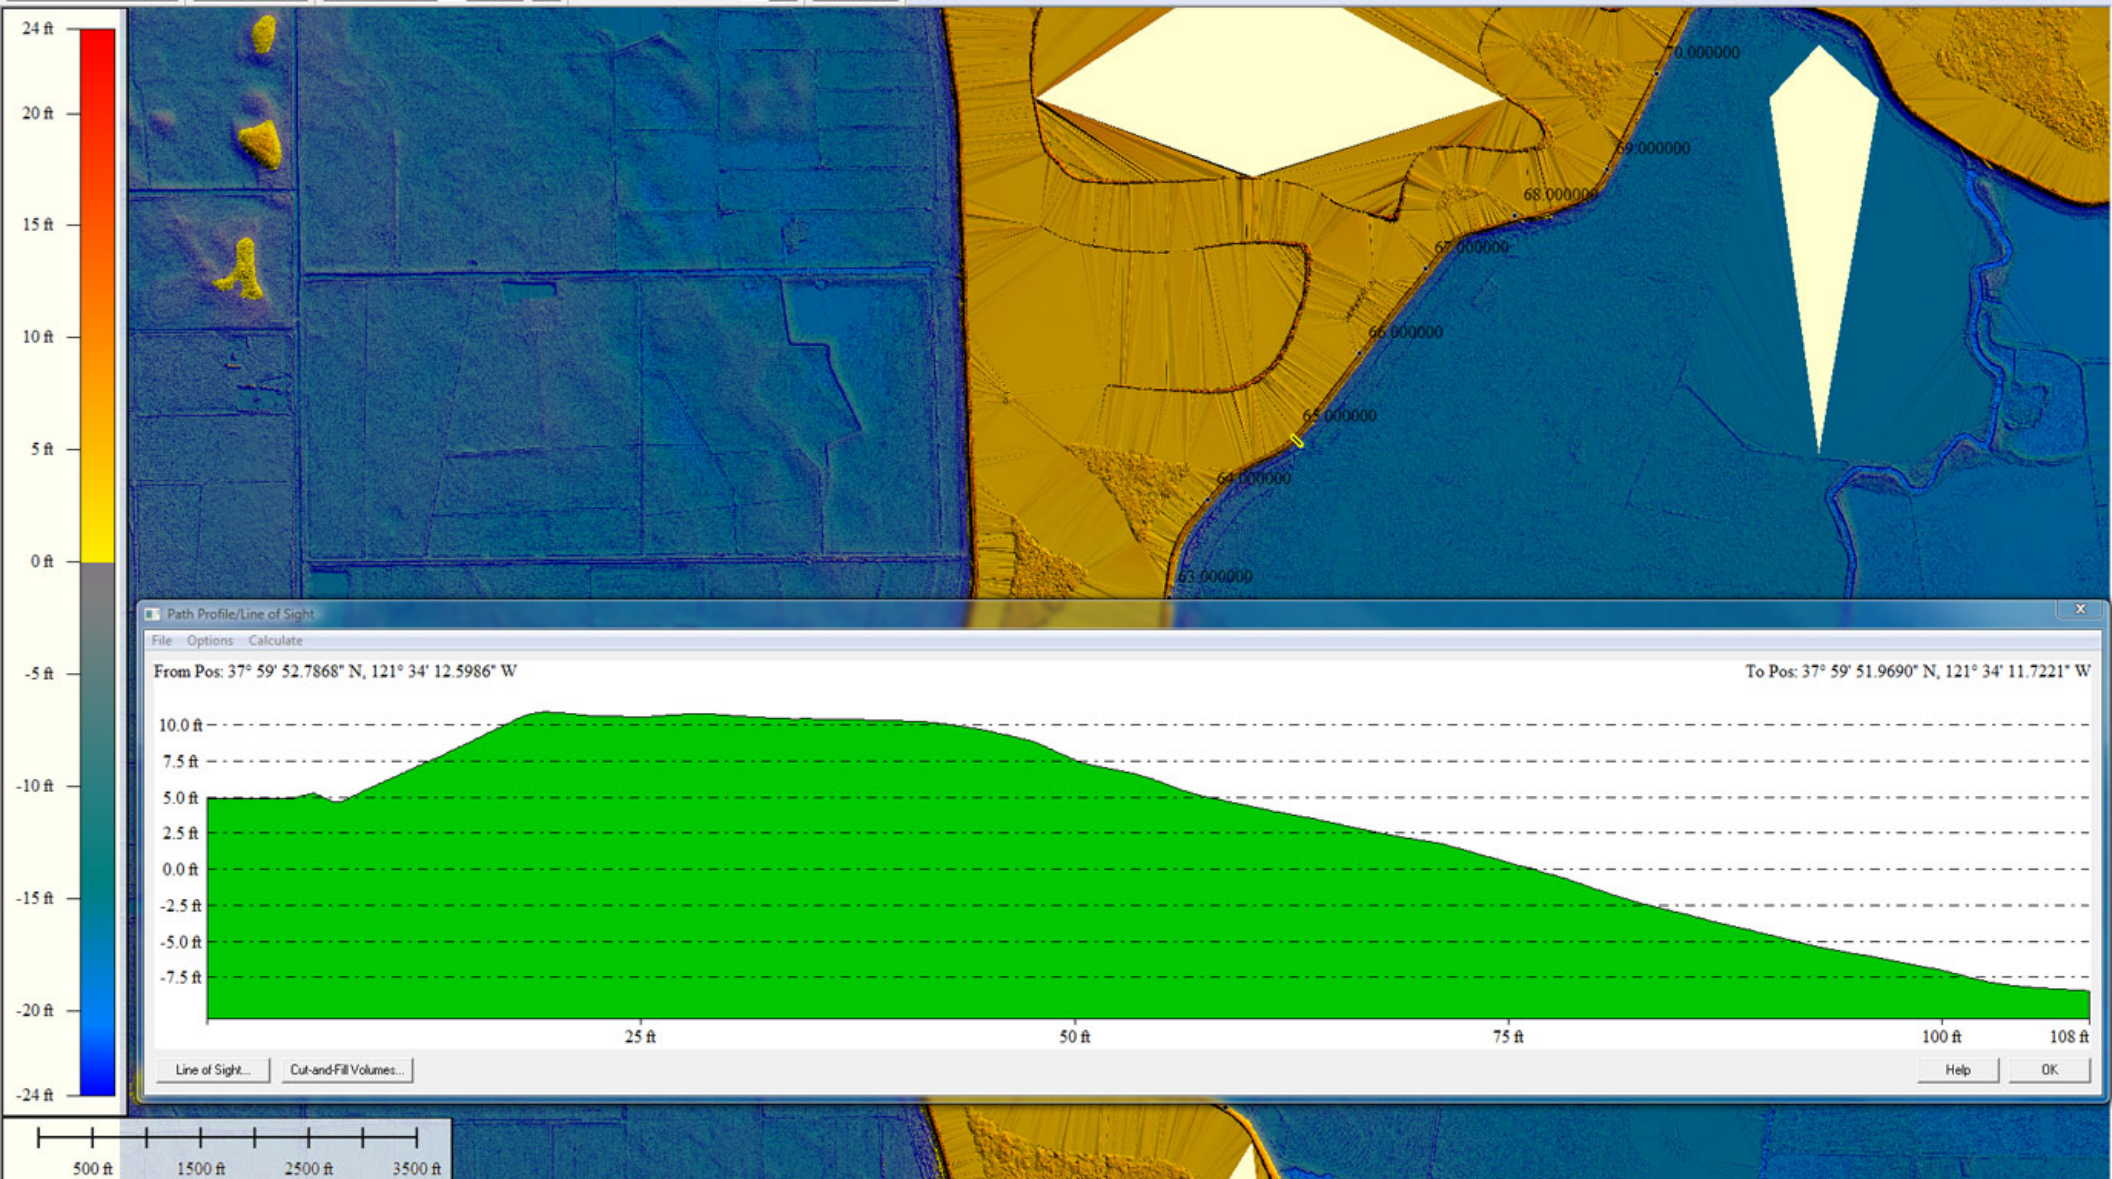 24 ft
20 ft
15 ft
10 ft
5 ft
0 ft
-5 ft
-10 ft
-15 ft
-20 ft
-24 ft
70.000000
69.000000
68.000000
67.000000
66.000000
65.000000
64.000000
63.000000
Path Profile/Line of Sight
File Options Calculate
From Pos: 37° 59' 52.7868" N, 121° 34' 12.5986" W
To Pos: 37° 59' 51.9690" N, 121° 34' 11.7221" W
10.0 ft
7.5 ft
5.0 ft
2.5 ft
0.0 ft
-2.5 ft
-5.0 ft
-7.5 ft
25 ft 50 ft 75 ft 100 ft 108 ft
Line of Sight... Cut-and-Fill Volumes... Help OK
500 ft 1500 ft 2500 ft 3500 ft